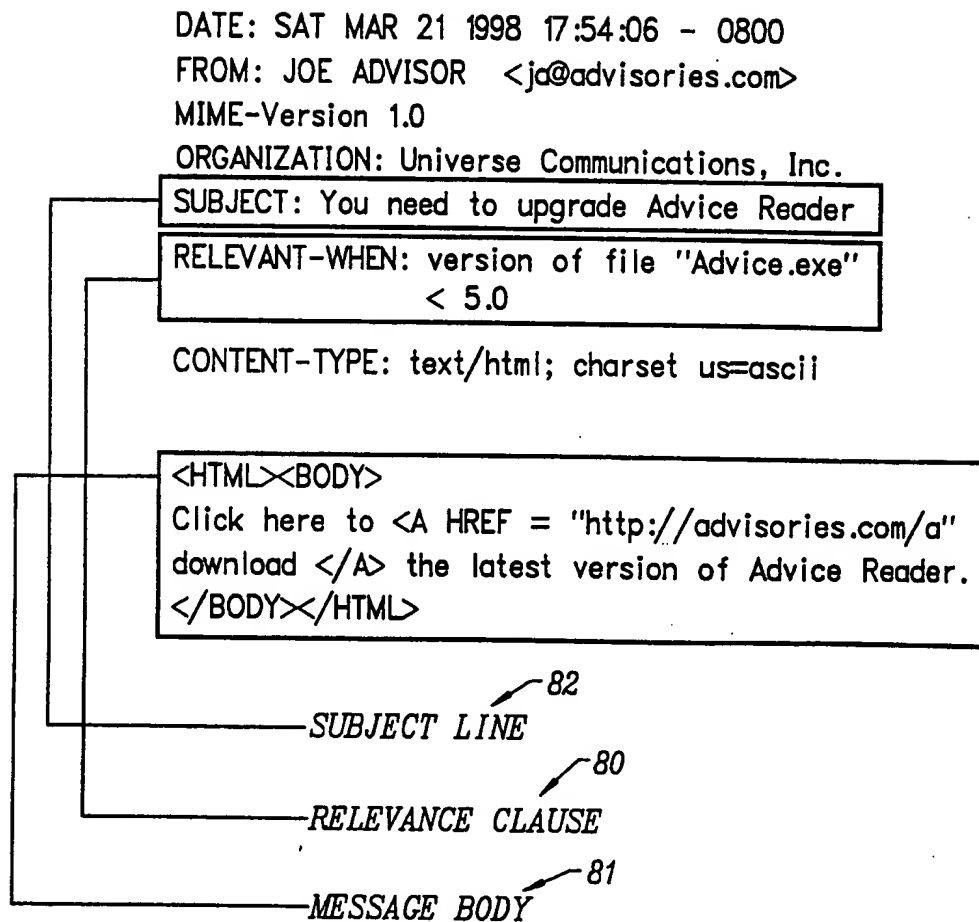 DATE: SAT MAR 21 1998 17:54:06 - 0800
FROM: JOE ADVISOR <ja@advisories.com>
MIME-Version 1.0
ORGANIZATION: Universe Communications, Inc.
SUBJECT: You need to upgrade Advice Reader
RELEVANT-WHEN: version of file "Advice.exe"
< 5.0
CONTENT-TYPE: text/html; charset us=ascii
<HTML><BODY>
Click here to <A HREF = "http://advisories.com/a"
download </A> the latest version of Advice Reader.
</BODY></HTML>
82
SUBJECT LINE
80
RELEVANCE CLAUSE
81
MESSAGE BODY